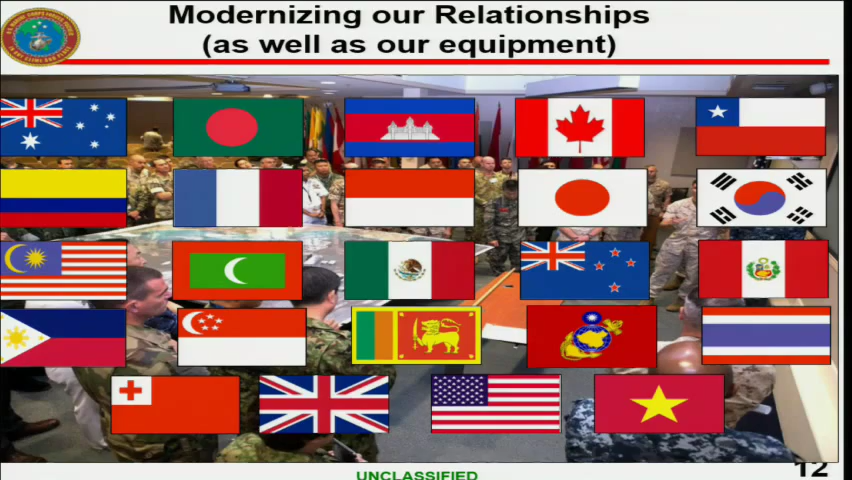 Modernizing our Relationships
(as well as our equipment)
UNCLASSIFIED
12